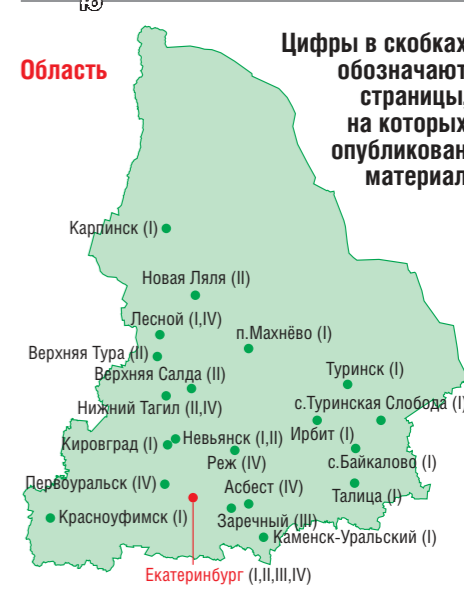 Ю
Область
Цифры в скобках
обозначают
страницы,
на которых
опубликован
материал
Карпинск (I)
Новая Ляля (II)
Лесной (I,IV)
п.Махнёво (I)
Верхняя Тура (II)
Верхняя Салда (II)
Туринск (I)
Нижний Тагил (II,IV)
с.Туринская Слобода (I)
Кировград (I)
Невьянск (I,II)
Ирбит (I)
Реж (IV)
с.Байкалово (I)
Первоуральск (IV)
Асбест (IV)
Талица (I)
Красноуфимск (I)
Заречный (III)
Каменск-Уральский (I)
Екатеринбург (I,II,III,IV)